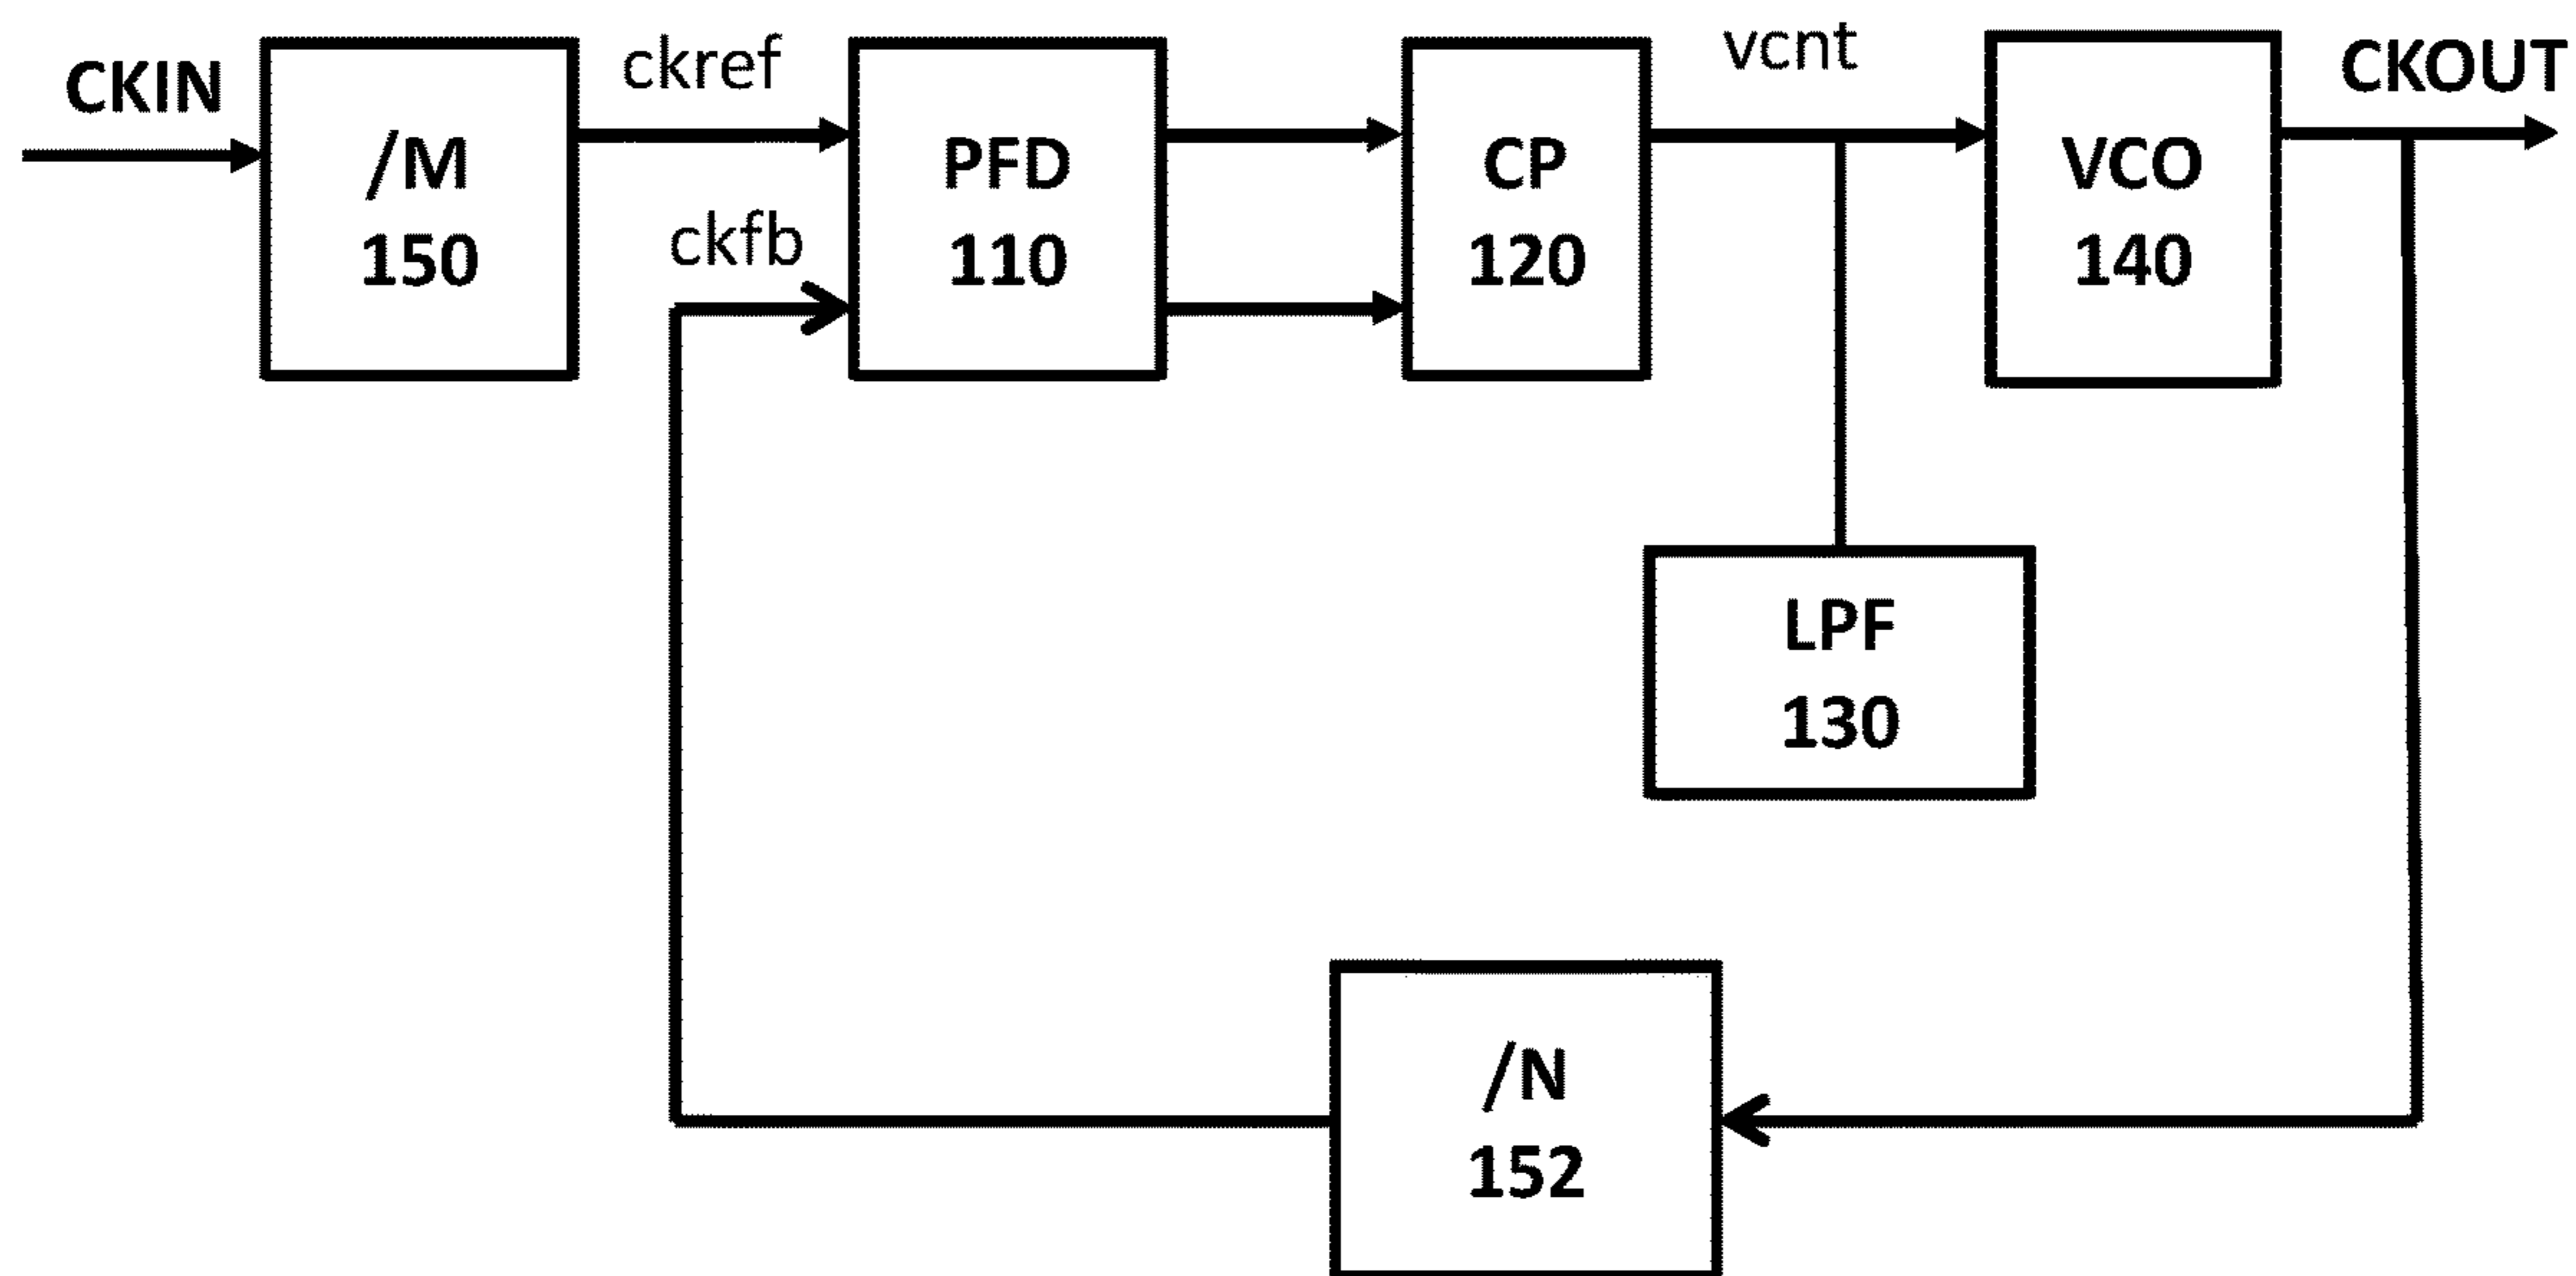 CKIN
/M
150
ckref
ckfb
PFD
110
CP
120
vcnt
VCO
140
CKOUT
LPF
130
/N
152